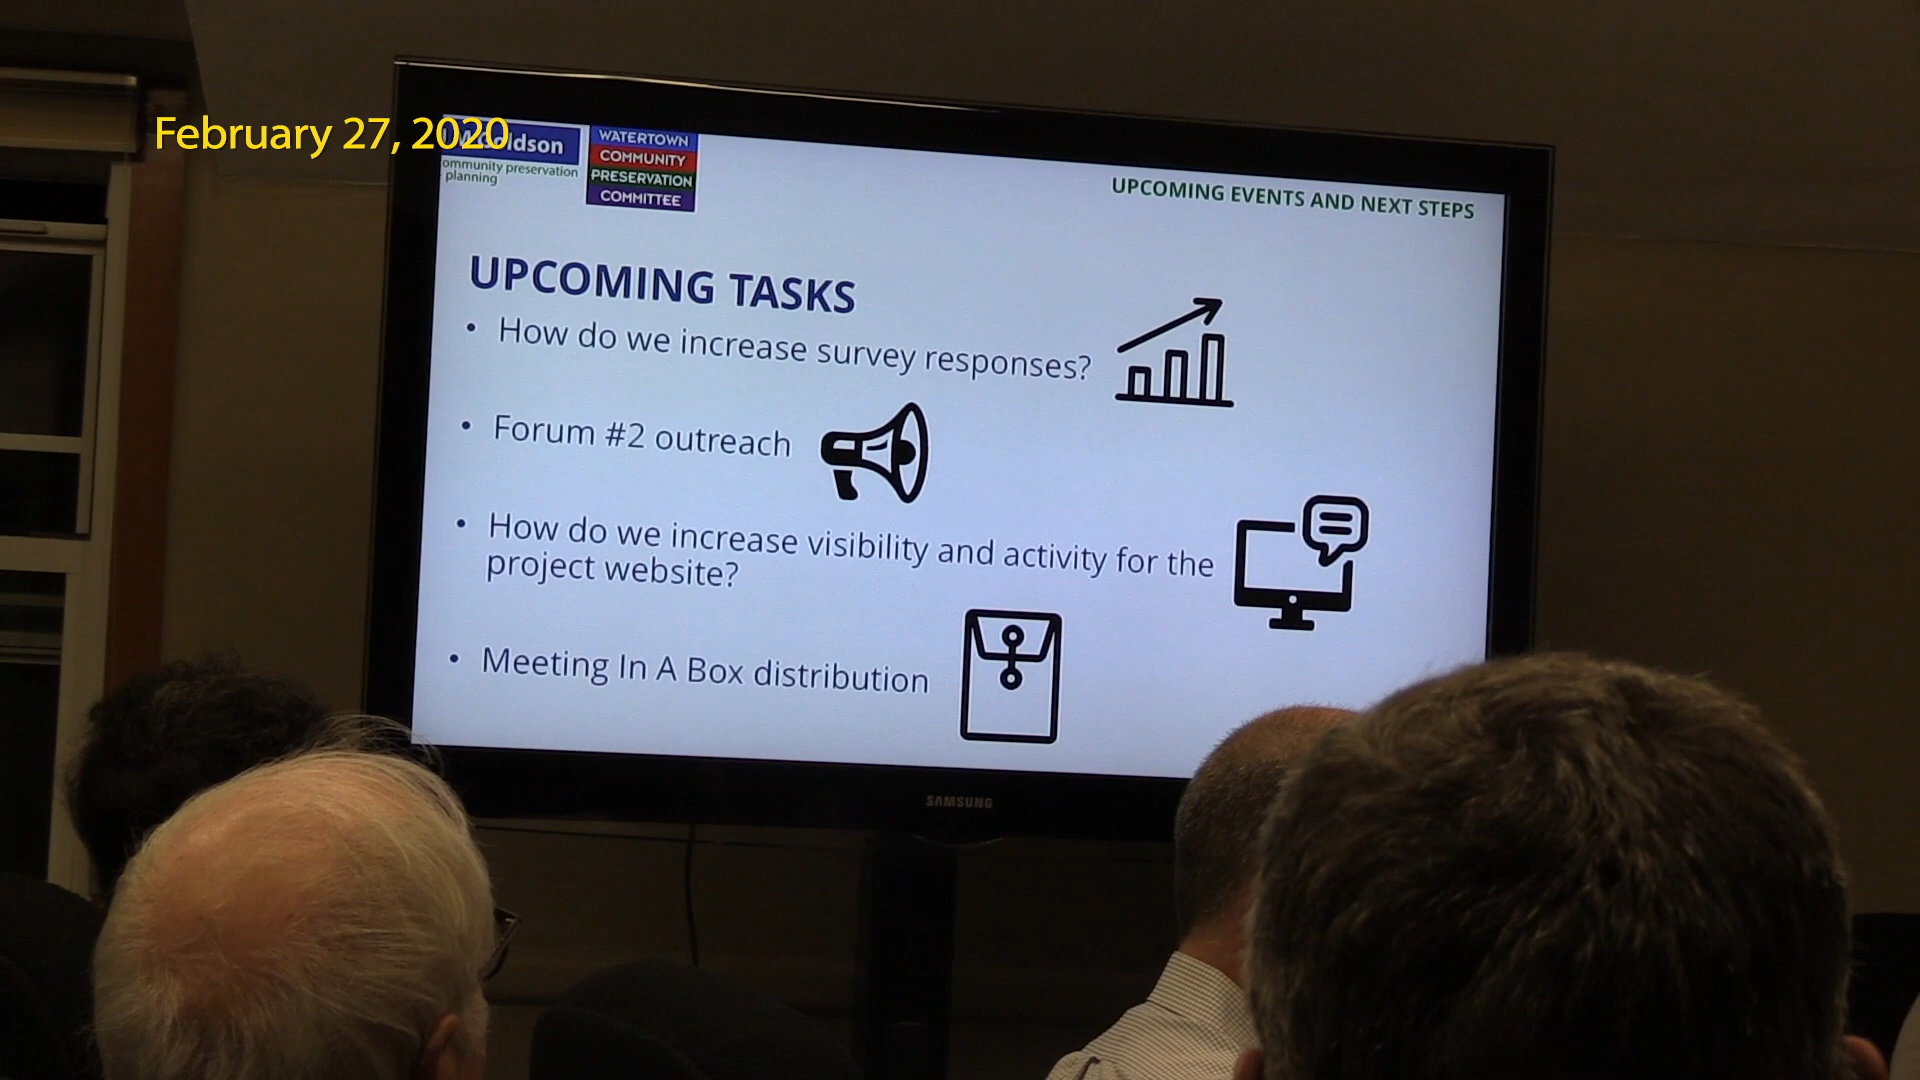 February 27, 2020
ldson
ommunity preservation
planning
WATERTOWN
COMMUNITY
PRESERVATION
COMMITTEE
UPCOMING EVENTS AND NEXT STEPS
UPCOMING TASKS
• How do we increase survey responses?
• Forum #2 outreach
• How do we increase visibility and activity for the
project website?
• Meeting In A Box distribution
SAMSUNG